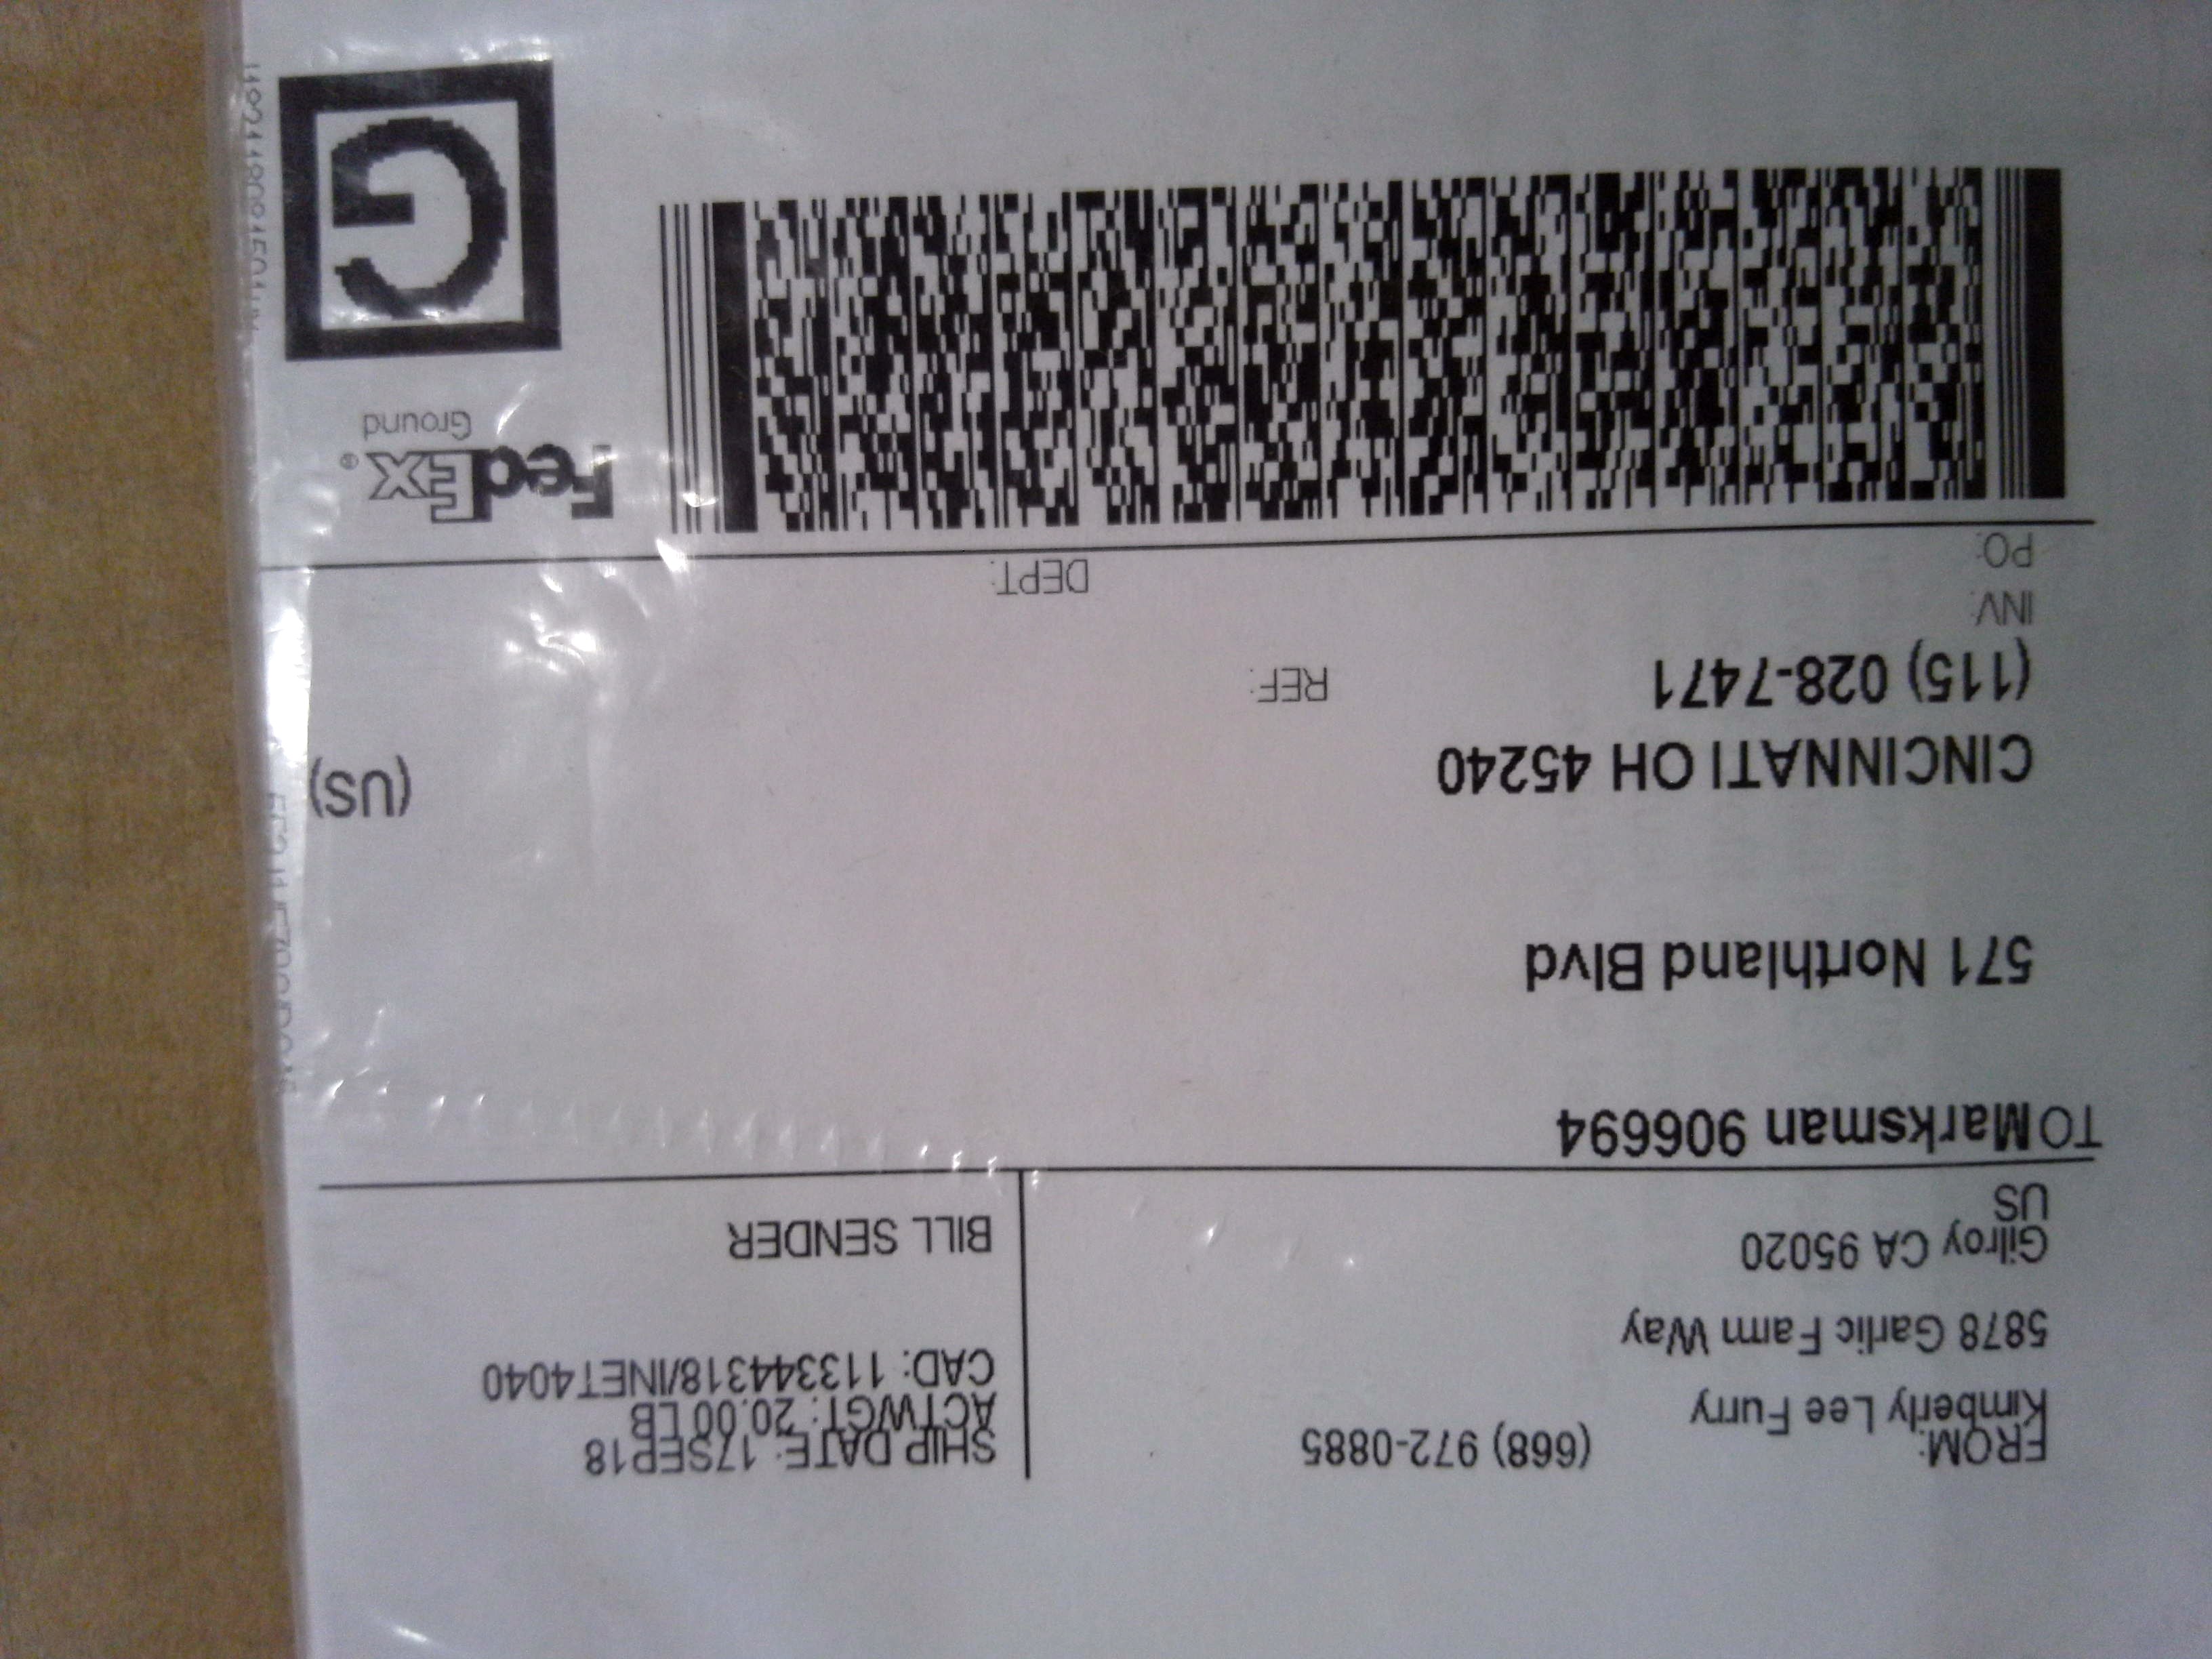 FROM:
(668) 972-0885
Kimberly Lee Furry
5878 Garlic Farm Way
Gilroy CA 95020
US
SHIP DATE: 17SEP18
ACTWGT: 20.00 LB
CAD: 113344318/INET4040
BILL SENDER
TO Marksman 906694
571 Northland Blvd
CINCINNATI OH 45240
(US)
(115) 028-7471
REF:
INV:
PO:
DEPT:
FedEx®
Ground
G